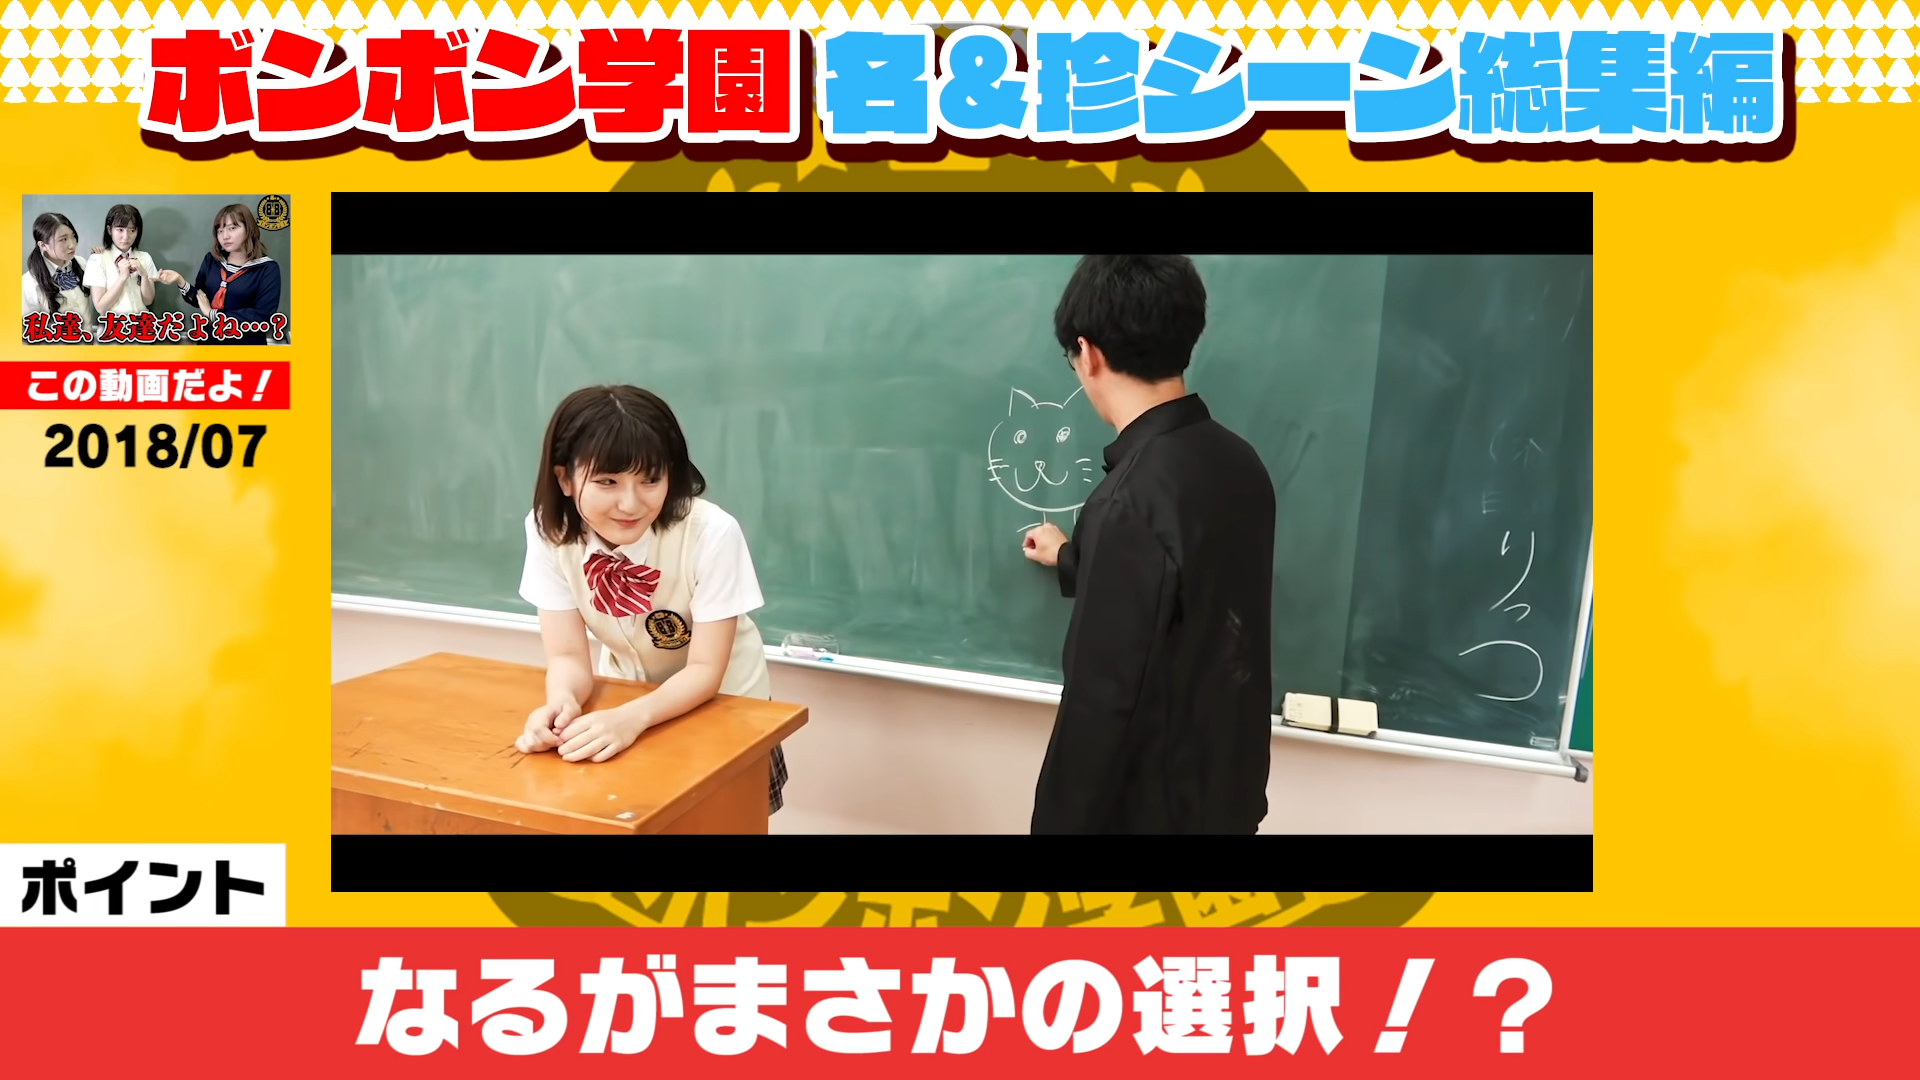 ボンボン学園 名&珍シーン総集編
私達、友達だよね…?
この動画だよ!
2018/07
りっつ
ポイント
なるがまさかの選択!?